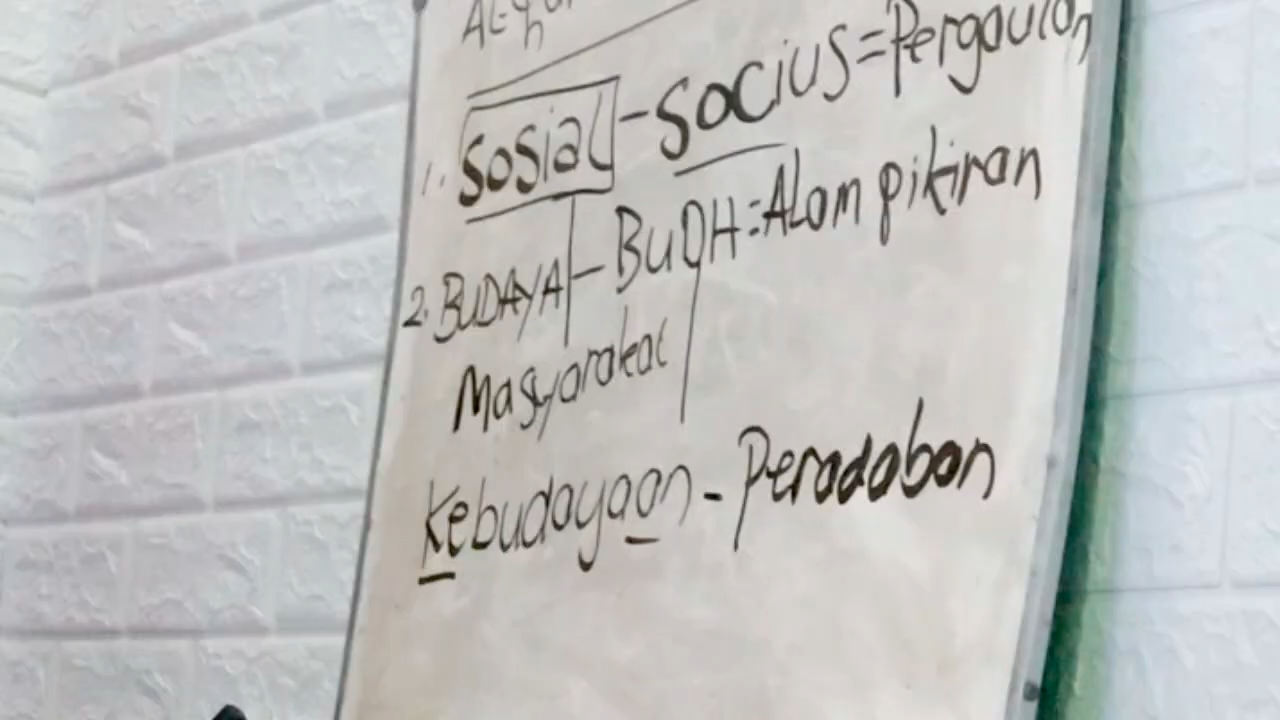 1. Sosial - Socius = Pergaulan
2. BUDAYA - BUDH = Alam pikiran
Masyarakat
Kebudayaan - Peradaban